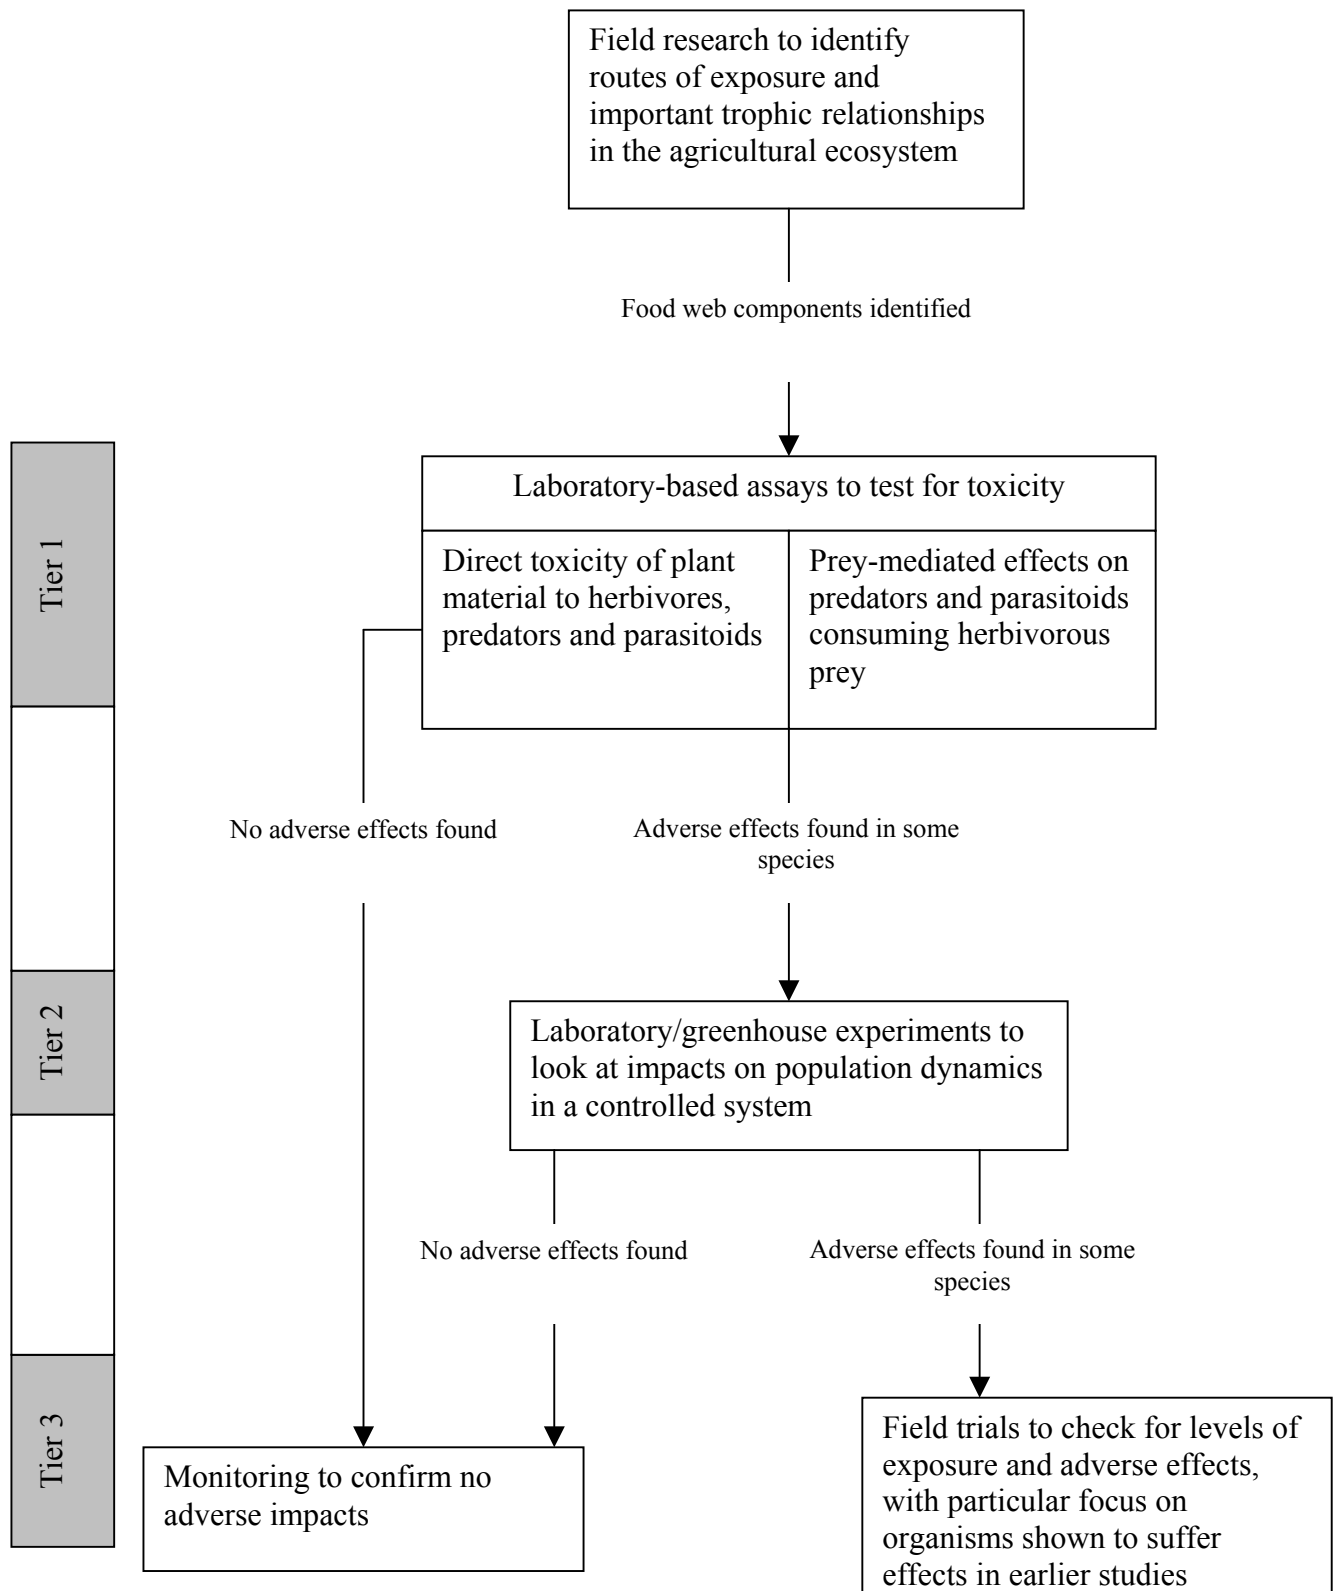 Field research to identify
routes of exposure and
important trophic relationships
in the agricultural ecosystem
Food web components identified
Tier 1
Laboratory-based assays to test for toxicity
Direct toxicity of plant
material to herbivores,
predators and parasitoids
Prey-mediated effects on
predators and parasitoids
consuming herbivorous
prey
No adverse effects found
Adverse effects found in some
species
Tier 2
Laboratory/greenhouse experiments to
look at impacts on population dynamics
in a controlled system
No adverse effects found
Adverse effects found in some
species
Tier 3
Monitoring to confirm no
adverse impacts
Field trials to check for levels of
exposure and adverse effects,
with particular focus on
organisms shown to suffer
effects in earlier studies